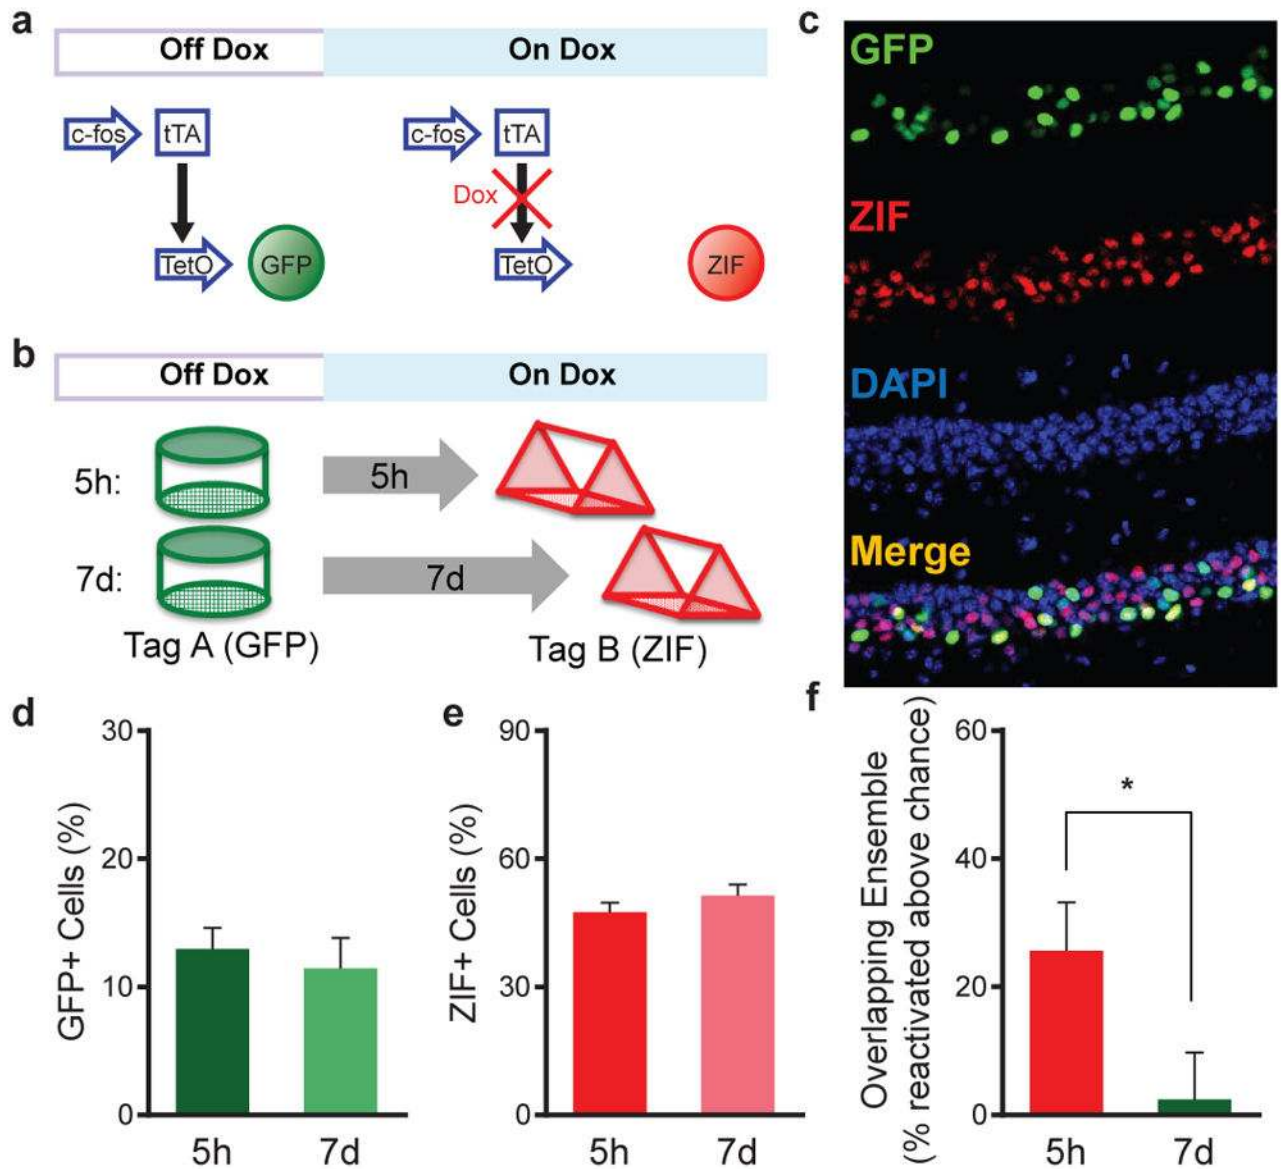 a
Off Dox
On Dox
c-fos
tTA
c-fos
tTA
Dox
TetO
GFP
TetO
ZIF
b
Off Dox
On Dox
5h:
5h
7d:
7d
Tag A (GFP)
Tag B (ZIF)
c
GFP
ZIF
DAPI
Merge
d
GFP+ Cells (%)
30
20
10
0
5h
7d
e
ZIF+ Cells (%)
90
60
30
0
5h
7d
f
Overlapping Ensemble
(% reactivated above chance)
60
40
20
0
*
5h
7d